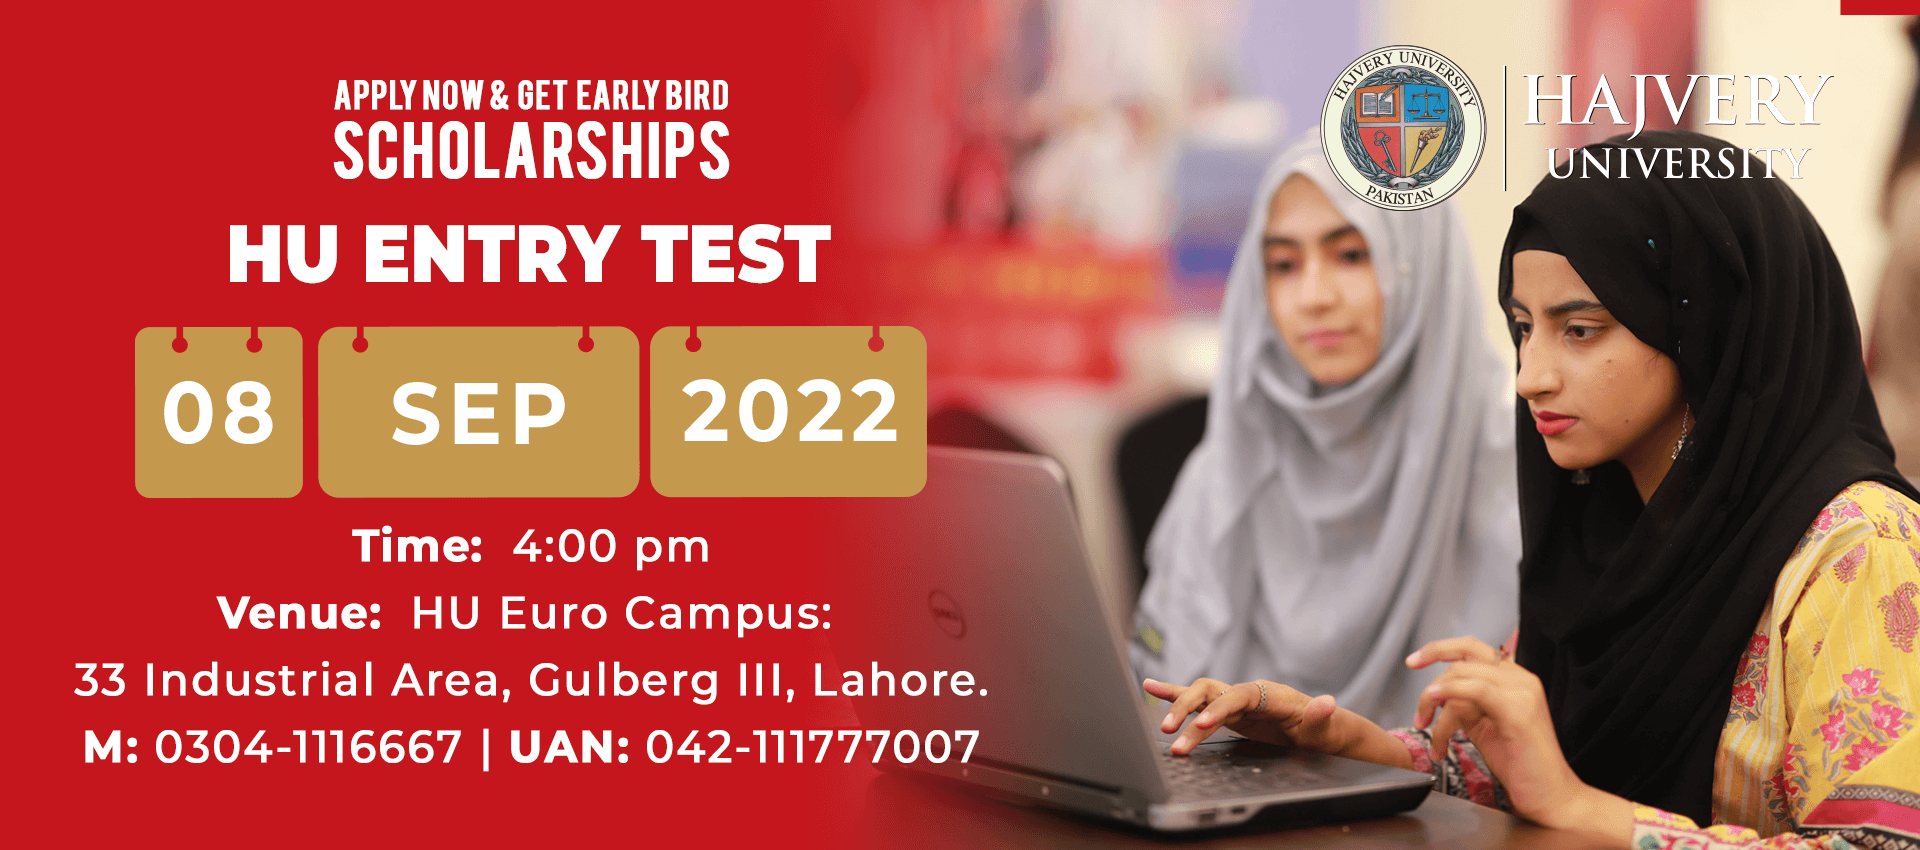 APPLY NOW & GET EARLY BIRD
SCHOLARSHIPS
HU ENTRY TEST
08 SEP 2022
Time: 4:00 pm
Venue: HU Euro Campus:
33 Industrial Area, Gulberg III, Lahore.
M: 0304-1116667 | UAN: 042-111777007
HAJVERY UNIVERSITY
PAKISTAN
HAJVERY
UNIVERSITY
DELL